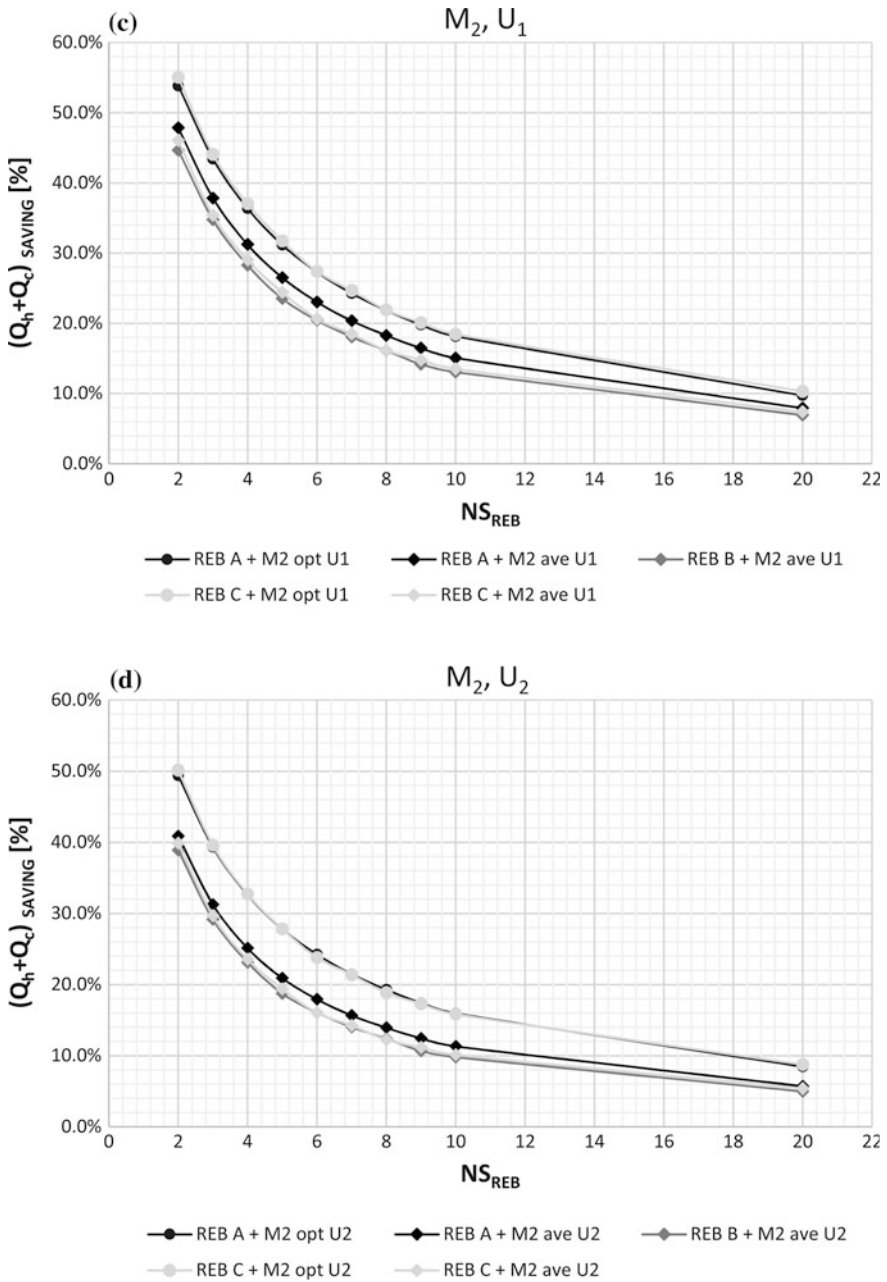 (c) M₂, U₁
60.0%
50.0%
40.0%
30.0%
20.0%
10.0%
0.0%
(Qₕ+Q꜀) SAVING [%]
0 2 4 6 8 10 12 14 16 18 20 22
NS_REB
REB A + M2 opt U1 REB A + M2 ave U1 REB B + M2 ave U1
REB C + M2 opt U1 REB C + M2 ave U1
(d) M₂, U₂
60.0%
50.0%
40.0%
30.0%
20.0%
10.0%
0.0%
(Qₕ+Q꜀) SAVING [%]
0 2 4 6 8 10 12 14 16 18 20 22
NS_REB
REB A + M2 opt U2 REB A + M2 ave U2 REB B + M2 ave U2
REB C + M2 opt U2 REB C + M2 ave U2